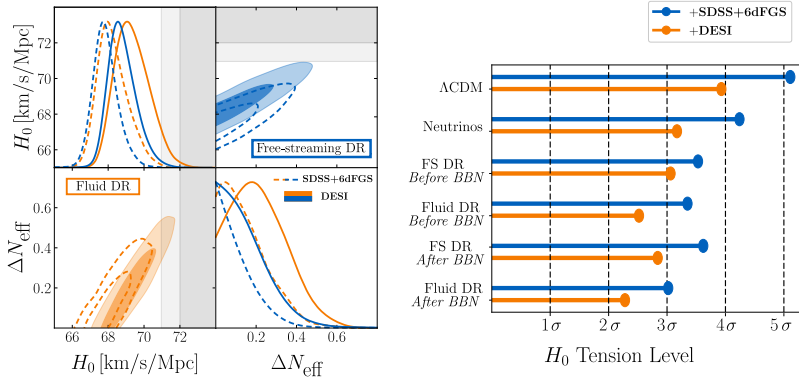 +SDSS+6dFGS
+DESI
72
70
68
66
H₀ [km/s/Mpc]
Free-streaming DR
Fluid DR
SDSS+6dFGS
DESI
0.6
0.4
0.2
ΔN_eff
66 68 70 72
0.2 0.4 0.6
H₀ [km/s/Mpc]
ΔN_eff
ΛCDM
Neutrinos
FS DR
Before BBN
Fluid DR
Before BBN
FS DR
After BBN
Fluid DR
After BBN
1σ 2σ 3σ 4σ 5σ
H₀ Tension Level